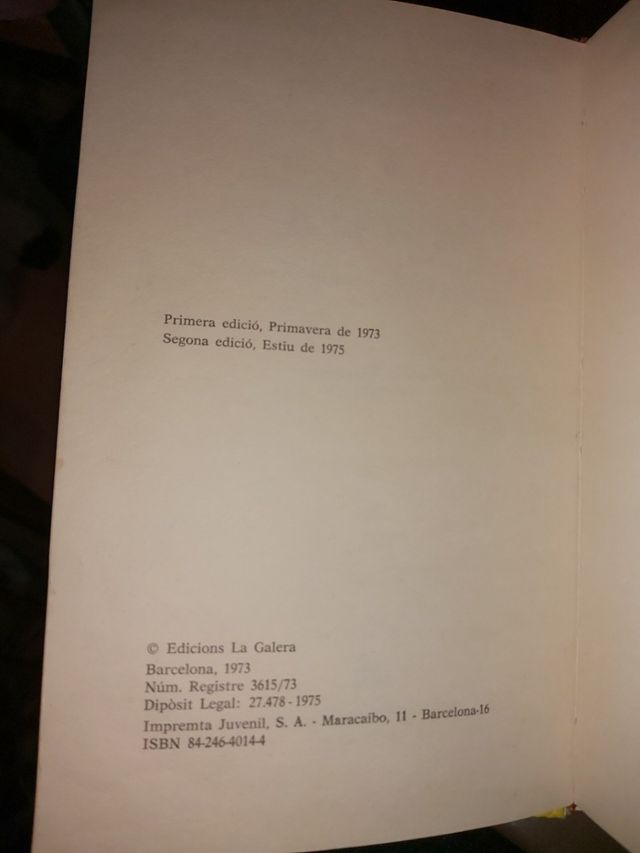 Primera edició, Primavera de 1973
Segona edició, Estiu de 1975
© Edicions La Galera
Barcelona, 1973
Núm. Registre 3615/73
Dipòsit Legal: 27.478 - 1975
Impremta Juvenil, S. A. - Maracaibo, 11 - Barcelona-16
ISBN 84-246-4014-4